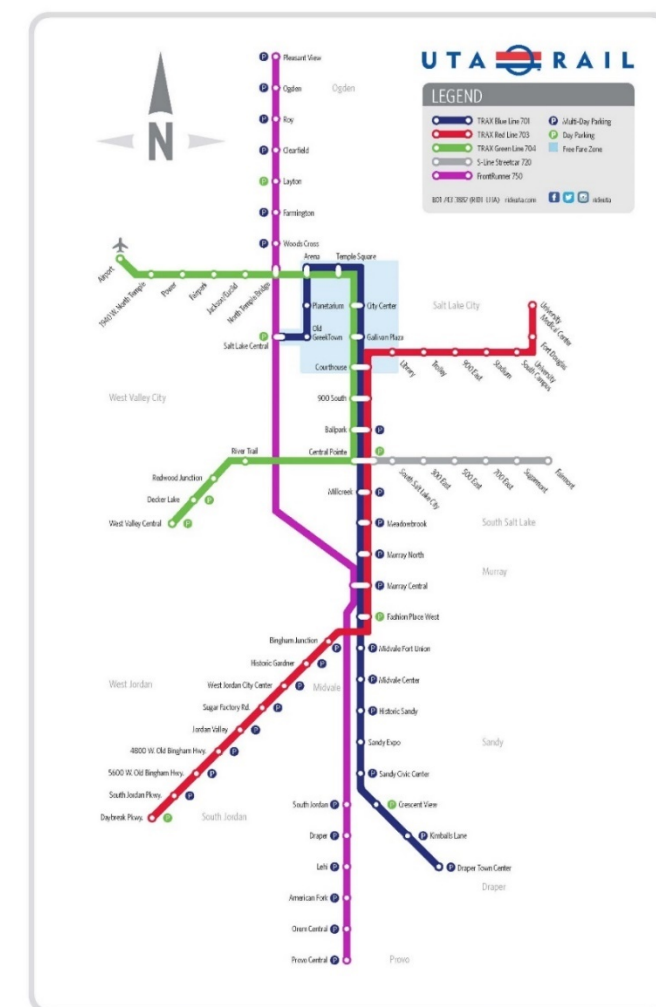 UTA RAIL
LEGEND
TRAX Blue Line 701
TRAX Red Line 703
TRAX Green Line 704
S-Line Streetcar 720
FrontRunner 750
P Multi-Day Parking
P Day Parking
Free Fare Zone
rideuta.com
rideuta
N
P Pleasant View
P Ogden
Ogden
P Roy
P Clearfield
P Layton
P Farmington
P Woods Cross
Arena
Temple Square
Airport
1940 W. North Temple
Power
Fairpark
Jackson/Euclid
North Temple Bridge
Planetarium
City Center
Salt Lake City
University
Medical Center
Old
GreekTown
Gallivan Plaza
Fort Douglas
P Salt Lake Central
Courthouse
Library
Trolley
900 East
Stadium
University
South Campus
West Valley City
900 South
Ballpark P
River Trail
Central Pointe P
Redwood Junction
South Salt Lake City
300 East
500 East
700 East
Sugarmont
Fairmont
Decker Lake P
Millcreek P
West Valley Central P
P Meadowbrook
South Salt Lake
P Murray North
Murray
P Murray Central
P Fashion Place West
Bingham Junction P
P Midvale Fort Union
Historic Gardner P
West Jordan
West Jordan City Center P
Midvale
P Midvale Center
Sugar Factory Rd. P
P Historic Sandy
Jordan Valley P
Sandy Expo
Sandy
4800 W. Old Bingham Hwy. P
5600 W. Old Bingham Hwy. P
P Sandy Civic Center
South Jordan Pkwy. P
South Jordan P
P Crescent View
Daybreak Pkwy. P
South Jordan
Draper P
P Kimballs Lane
Lehi P
P Draper Town Center
Draper
American Fork P
Orem Central P
Provo Central P
Provo